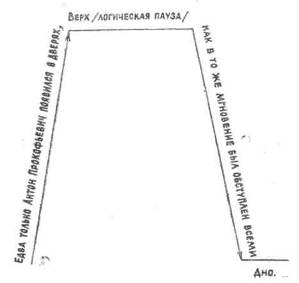 Едва только Антон Прокофьевич появился в дверях,
Верх /логическая пауза/
как в то же мгновение был обступлен всеми
Дно.